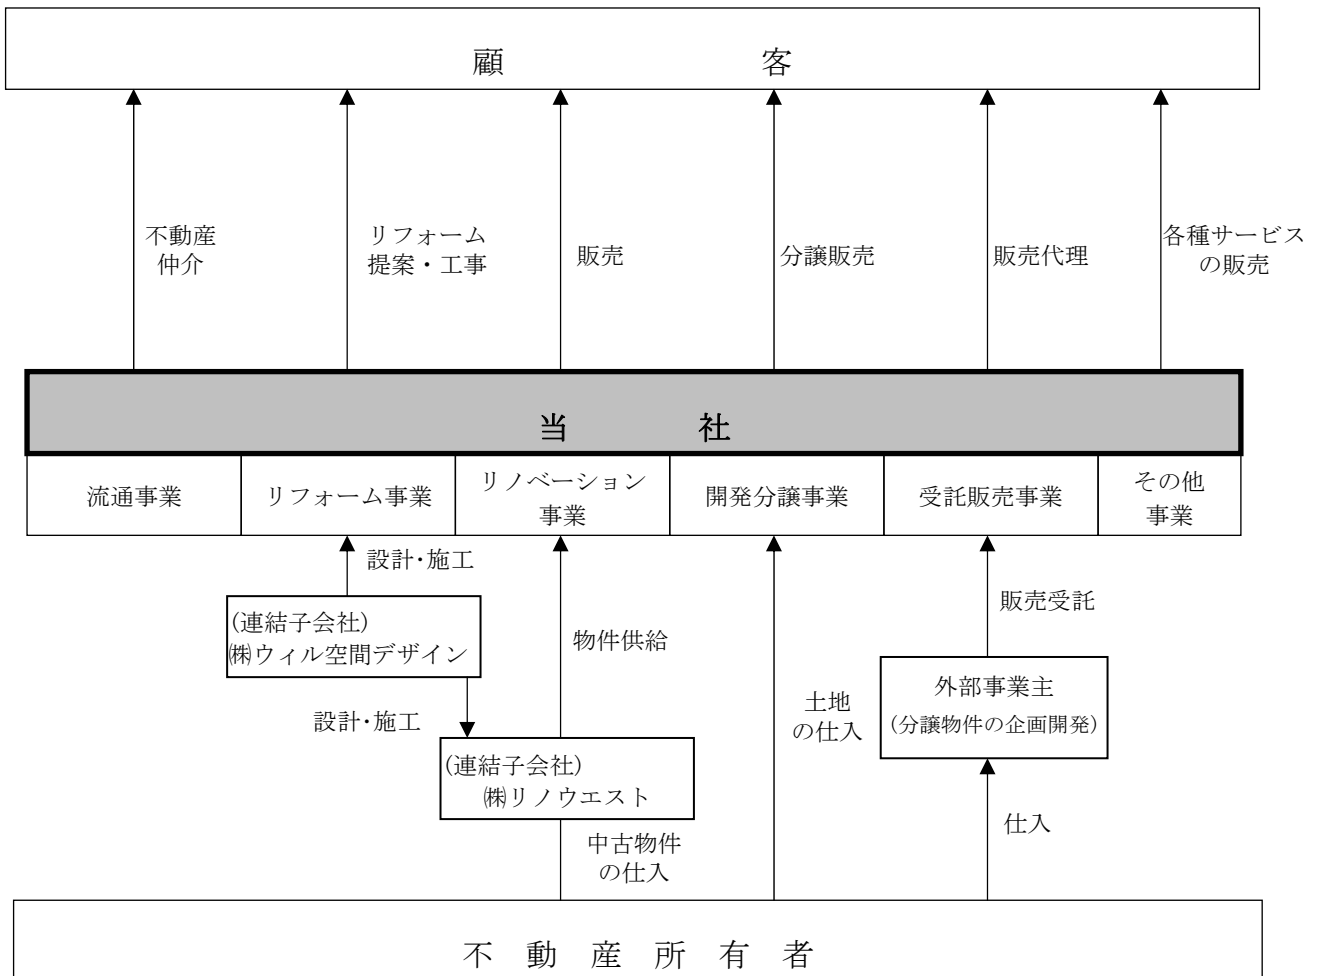 顧 客
不動産
仲介
リフォーム
提案・工事
販売
分譲販売
販売代理
各種サービス
の販売
当 社
流通事業
リフォーム事業
リノベーション
事業
開発分譲事業
受託販売事業
その他
事業
設計･施工
(連結子会社)
㈱ウィル空間デザイン
物件供給
販売受託
設計･施工
土地
の仕入
外部事業主
(分譲物件の企画開発)
(連結子会社)
㈱リノウエスト
中古物件
の仕入
仕入
不 動 産 所 有 者